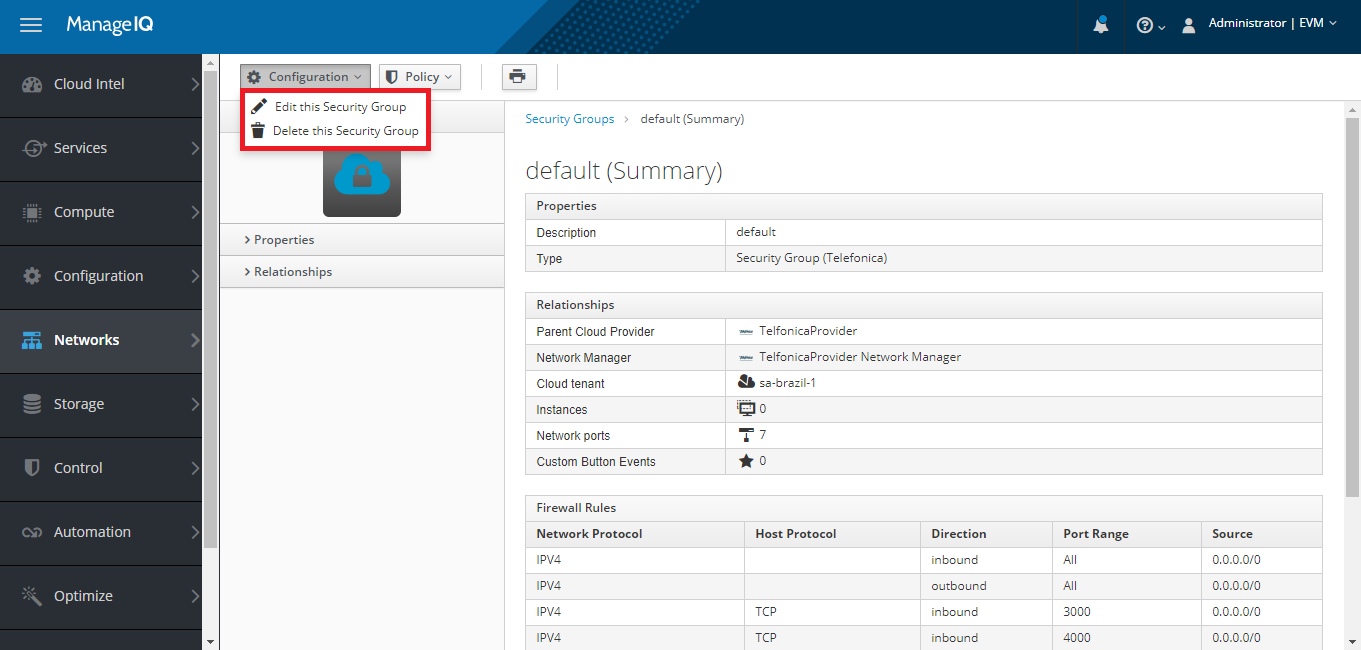 ManageIQ
Administrator | EVM
Cloud Intel
Services
Compute
Configuration
Networks
Storage
Control
Automation
Optimize
Configuration
Policy
Edit this Security Group
Delete this Security Group
Properties
Relationships
Security Groups > default (Summary)
default (Summary)
Properties
Description default
Type Security Group (Telefonica)
Relationships
Parent Cloud Provider TelfonicaProvider
Network Manager TelfonicaProvider Network Manager
Cloud tenant sa-brazil-1
Instances 0
Network ports 7
Custom Button Events 0
Firewall Rules
Network Protocol Host Protocol Direction Port Range Source
IPV4 inbound All 0.0.0.0/0
IPV4 outbound All 0.0.0.0/0
IPV4 TCP inbound 3000 0.0.0.0/0
IPV4 TCP inbound 4000 0.0.0.0/0